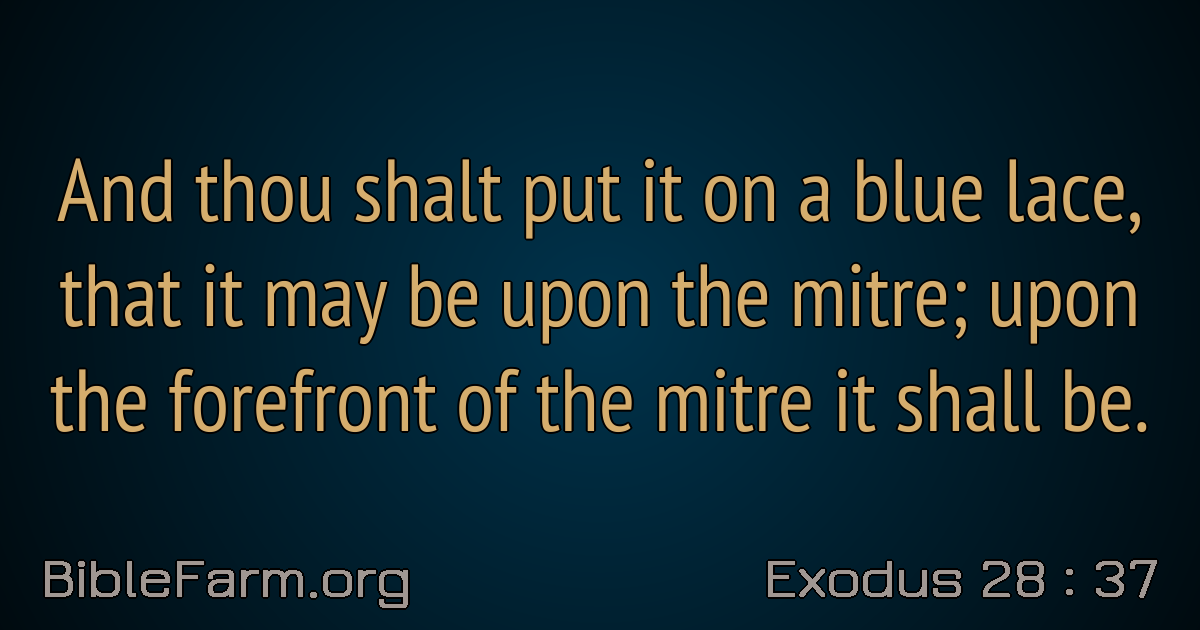 And thou shalt put it on a blue lace,
that it may be upon the mitre; upon
the forefront of the mitre it shall be.
BibleFarm.org
Exodus 28 : 37